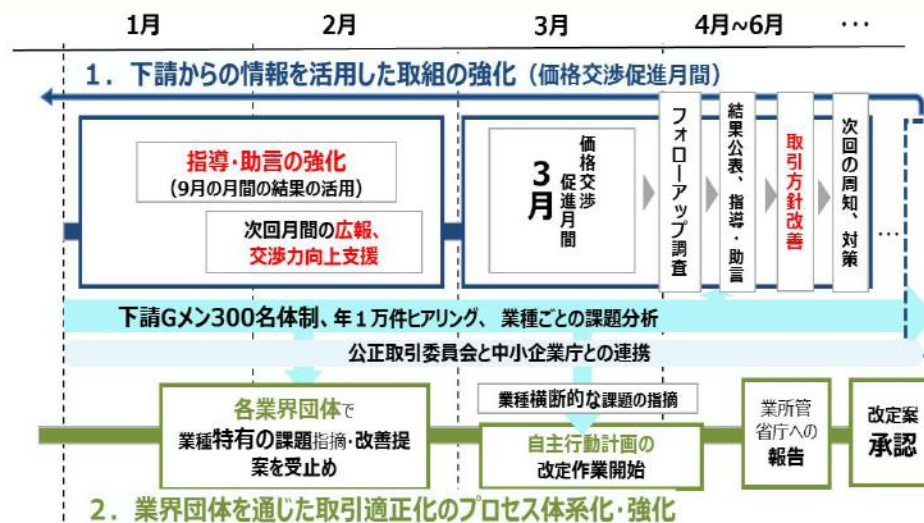 1月
2月
3月
4月~6月
･･･
1．下請からの情報を活用した取組の強化（価格交渉促進月間）
指導･助言の強化
(9月の月間の結果の活用)
次回月間の広報、
交渉力向上支援
価格交渉
促進月間
3月
フォローアップ調査
結果公表、指導･助言
取引方針改善
次回の周知、対策
…
下請Gメン300名体制、年１万件ヒアリング、 業種ごとの課題分析
公正取引委員会と中小企業庁との連携
各業界団体で
業種特有の課題指摘･改善提
案を受止め
業種横断的な課題の指摘
自主行動計画の
改定作業開始
業所管
省庁への
報告
改定案
承認
2．業界団体を通じた取引適正化のプロセス体系化･強化